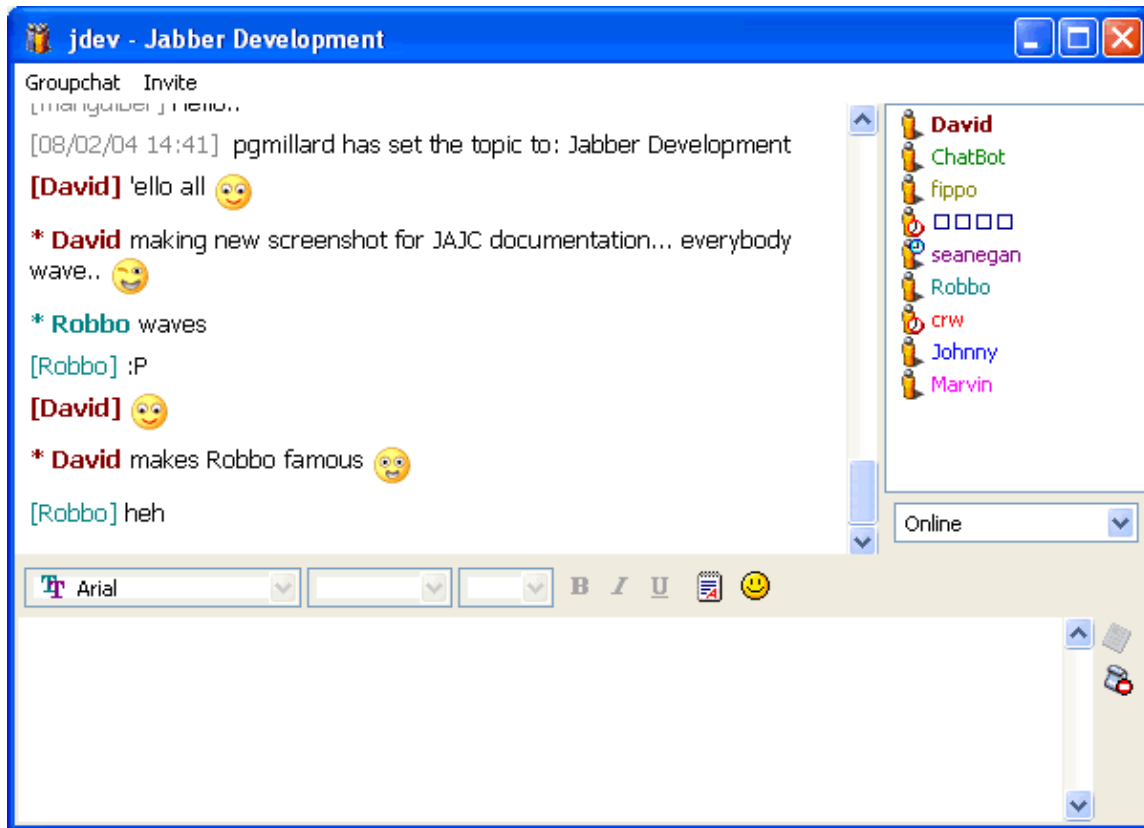 jdev - Jabber Development
Groupchat Invite
[08/02/04 14:41] pgmillard has set the topic to: Jabber Development
[David] 'ello all
* David making new screenshot for JAJC documentation... everybody
wave..
* Robbo waves
[Robbo] :P
[David]
* David makes Robbo famous
[Robbo] heh
David
ChatBot
fippo
□□□□
seanegan
Robbo
crw
Johnny
Marvin
Online
Arial
B I U